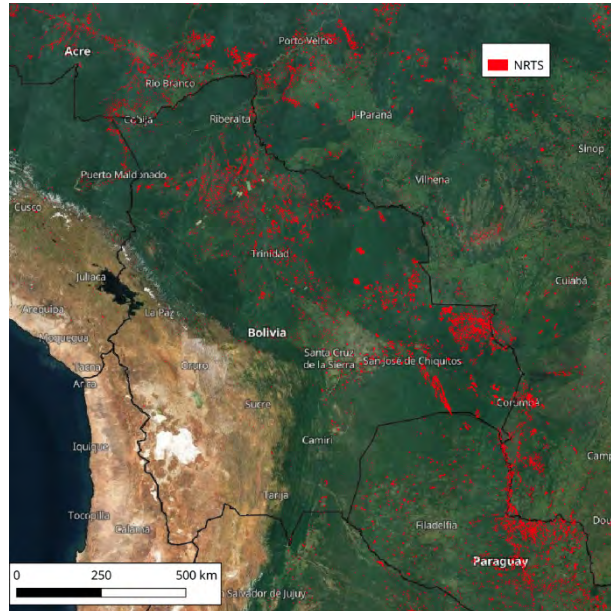 Acre
Porto-Velho
NRTS
Rio Branco
Cobija
Riberalta
Ji-Paraná
Sinop
Puerto Maldonado
Vilhena
Cusco
Trinidad
Juliaca
Cuiabá
Arequipa
La Paz
Moquegua
Bolivia
Santa Cruz
de la Sierra
San José de Chiquitos
Tacna
Arica
Oruro
Sucre
Corumbá
Camiri
Iquique
Camp
Tarija
Tocopilla
Calama
Filadelfia
Dou
Paraguay
0 250 500 km
Salvador de Jujuy